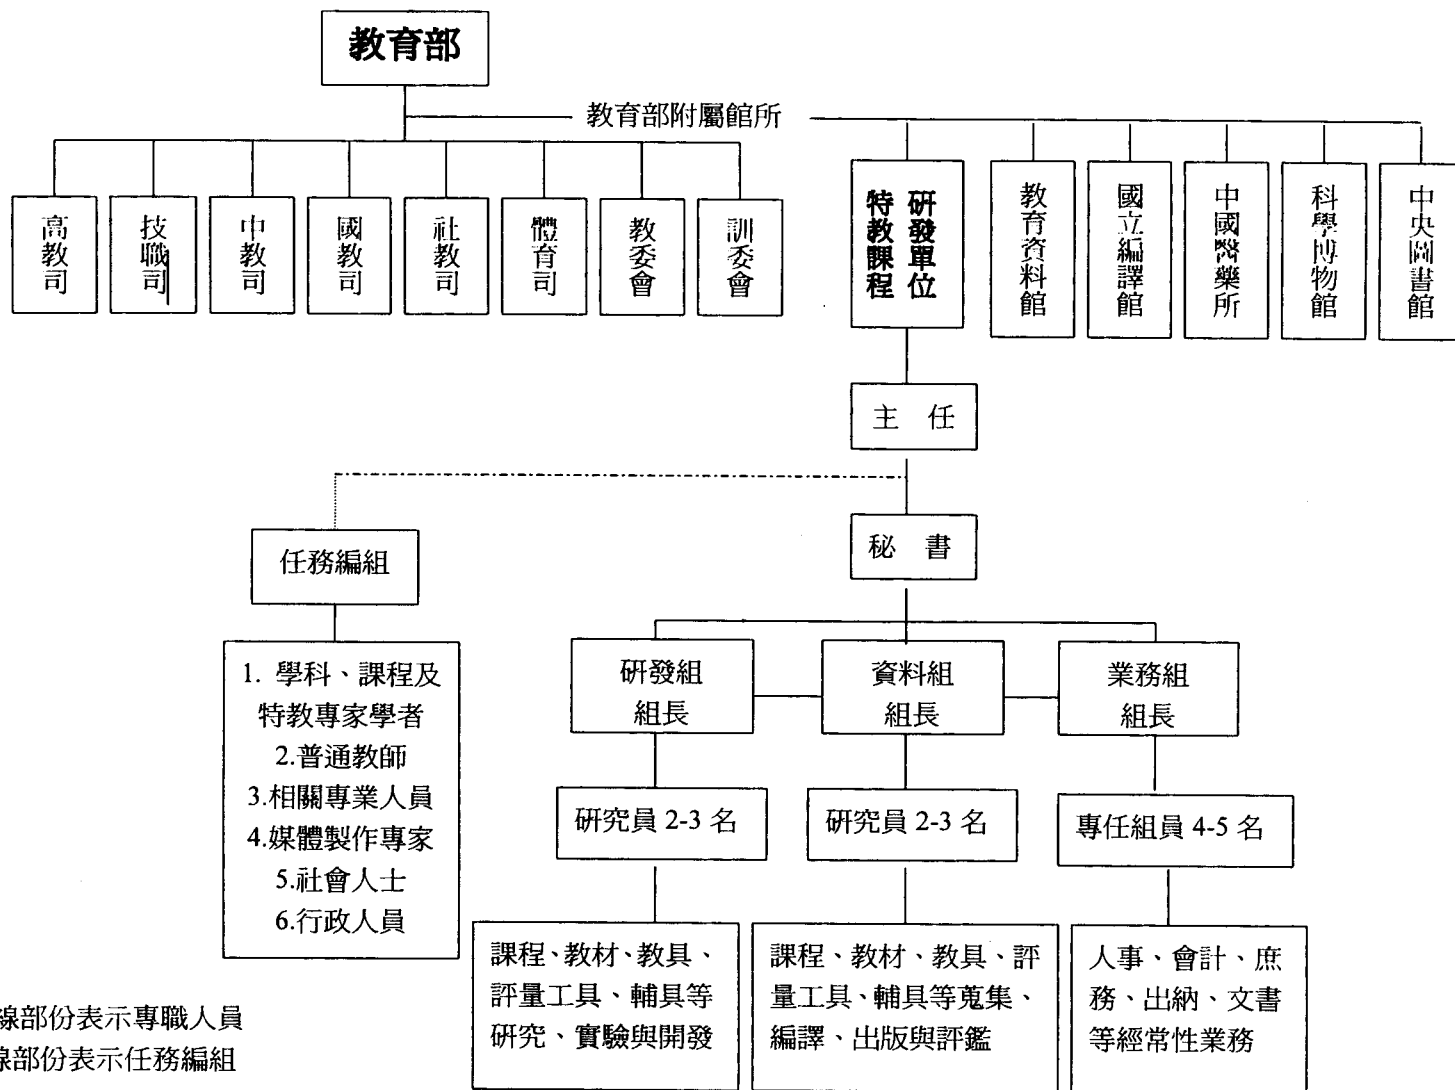 教育部
教育部附屬館所
高教司
技職司
中教司
國教司
社教司
體育司
教委會
訓委會
研發單位
特教課程
教育資料館
國立編譯館
中國醫藥所
科學博物館
中央圖書館
主 任
秘 書
任務編組
1. 學科、課程及
特教專家學者
2.普通教師
3.相關專業人員
4.媒體製作專家
5.社會人士
6.行政人員
研發組
組長
資料組
組長
業務組
組長
研究員 2-3 名
研究員 2-3 名
專任組員 4-5 名
課程、教材、教具、
評量工具、輔具等
研究、實驗與開發
課程、教材、教具、評
量工具、輔具等蒐集、
編譯、出版與評鑑
人事、會計、庶
務、出納、文書
等經常性業務
線部份表示專職人員
線部份表示任務編組